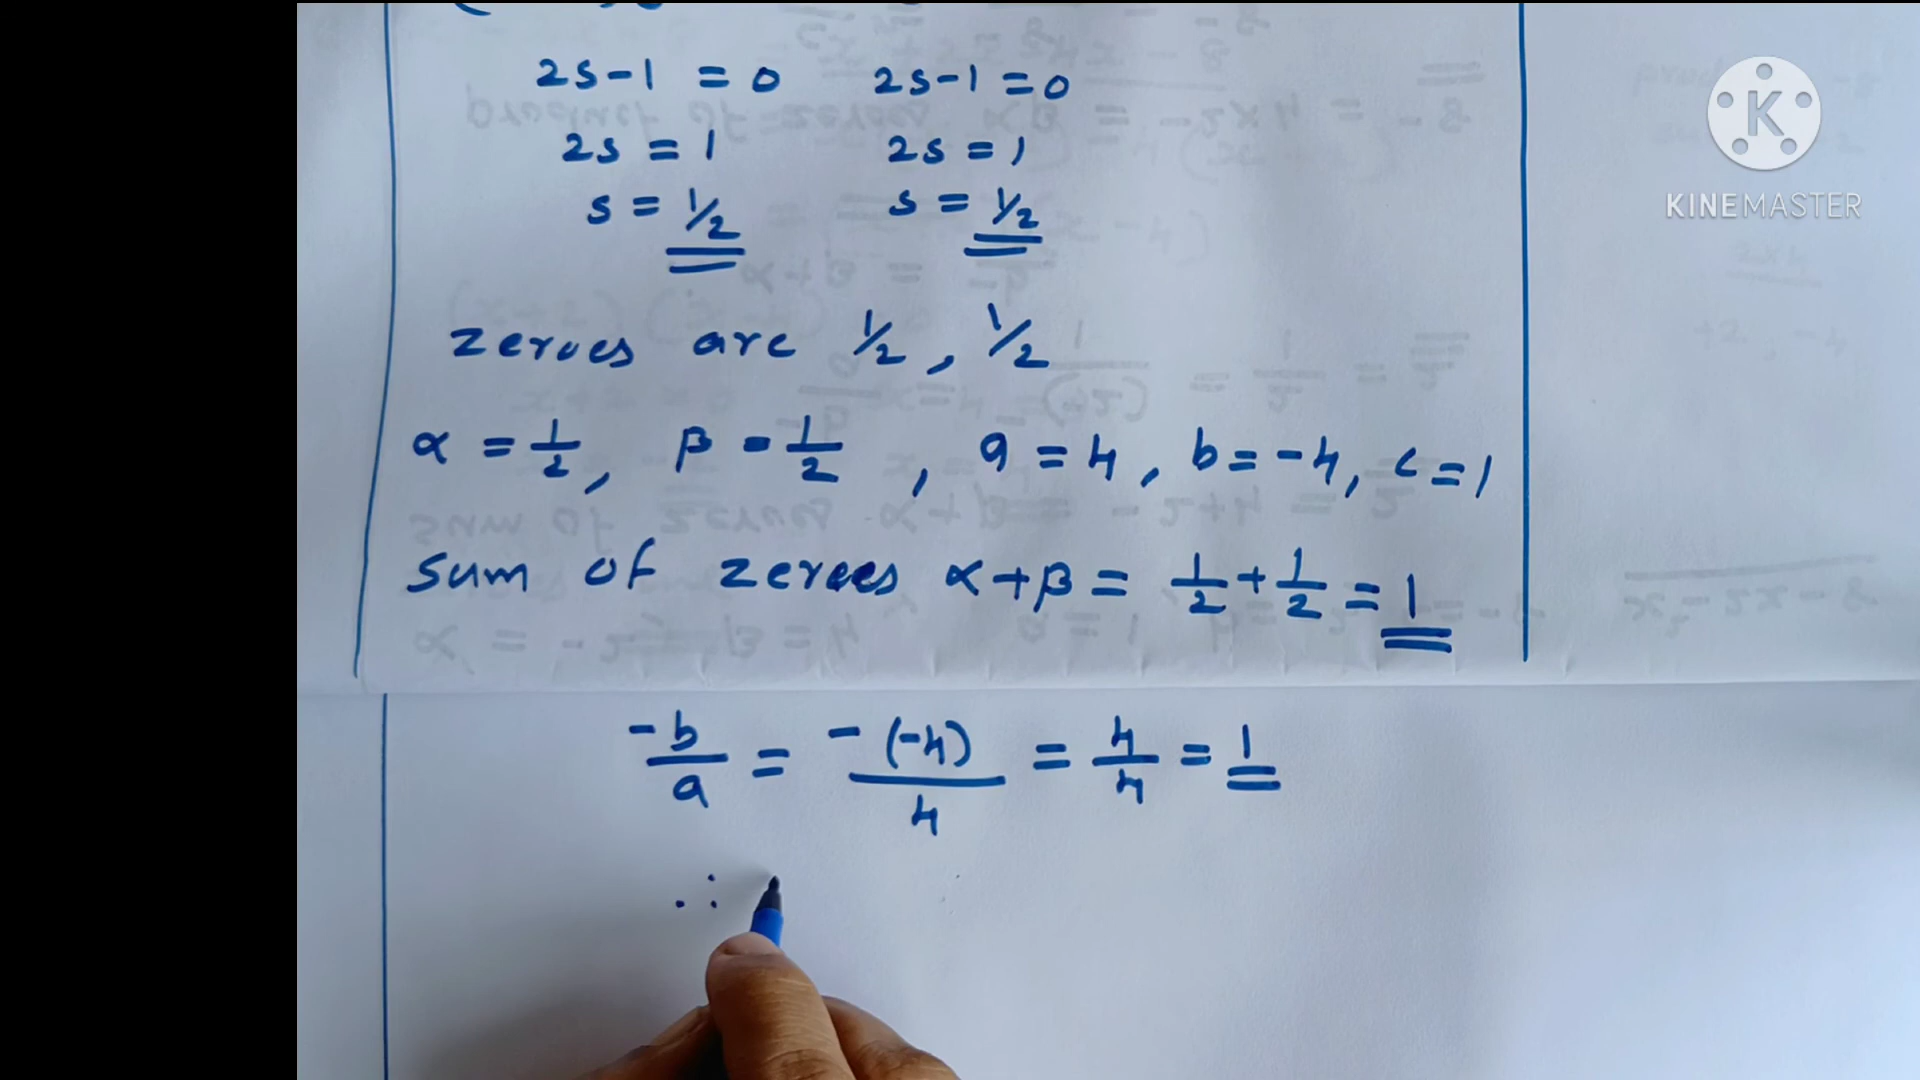 2s-1 = 0 2s-1=0
2s = 1 2s = 1
s = 1/2 s = 1/2
zeroes are 1/2, 1/2
α = 1/2, β = 1/2, a = 4, b = -4, c = 1
sum of zeroes α+β = 1/2 + 1/2 = 1
-b/a = -(-4)/4 = 4/4 = 1
∴
K
KINEMASTER